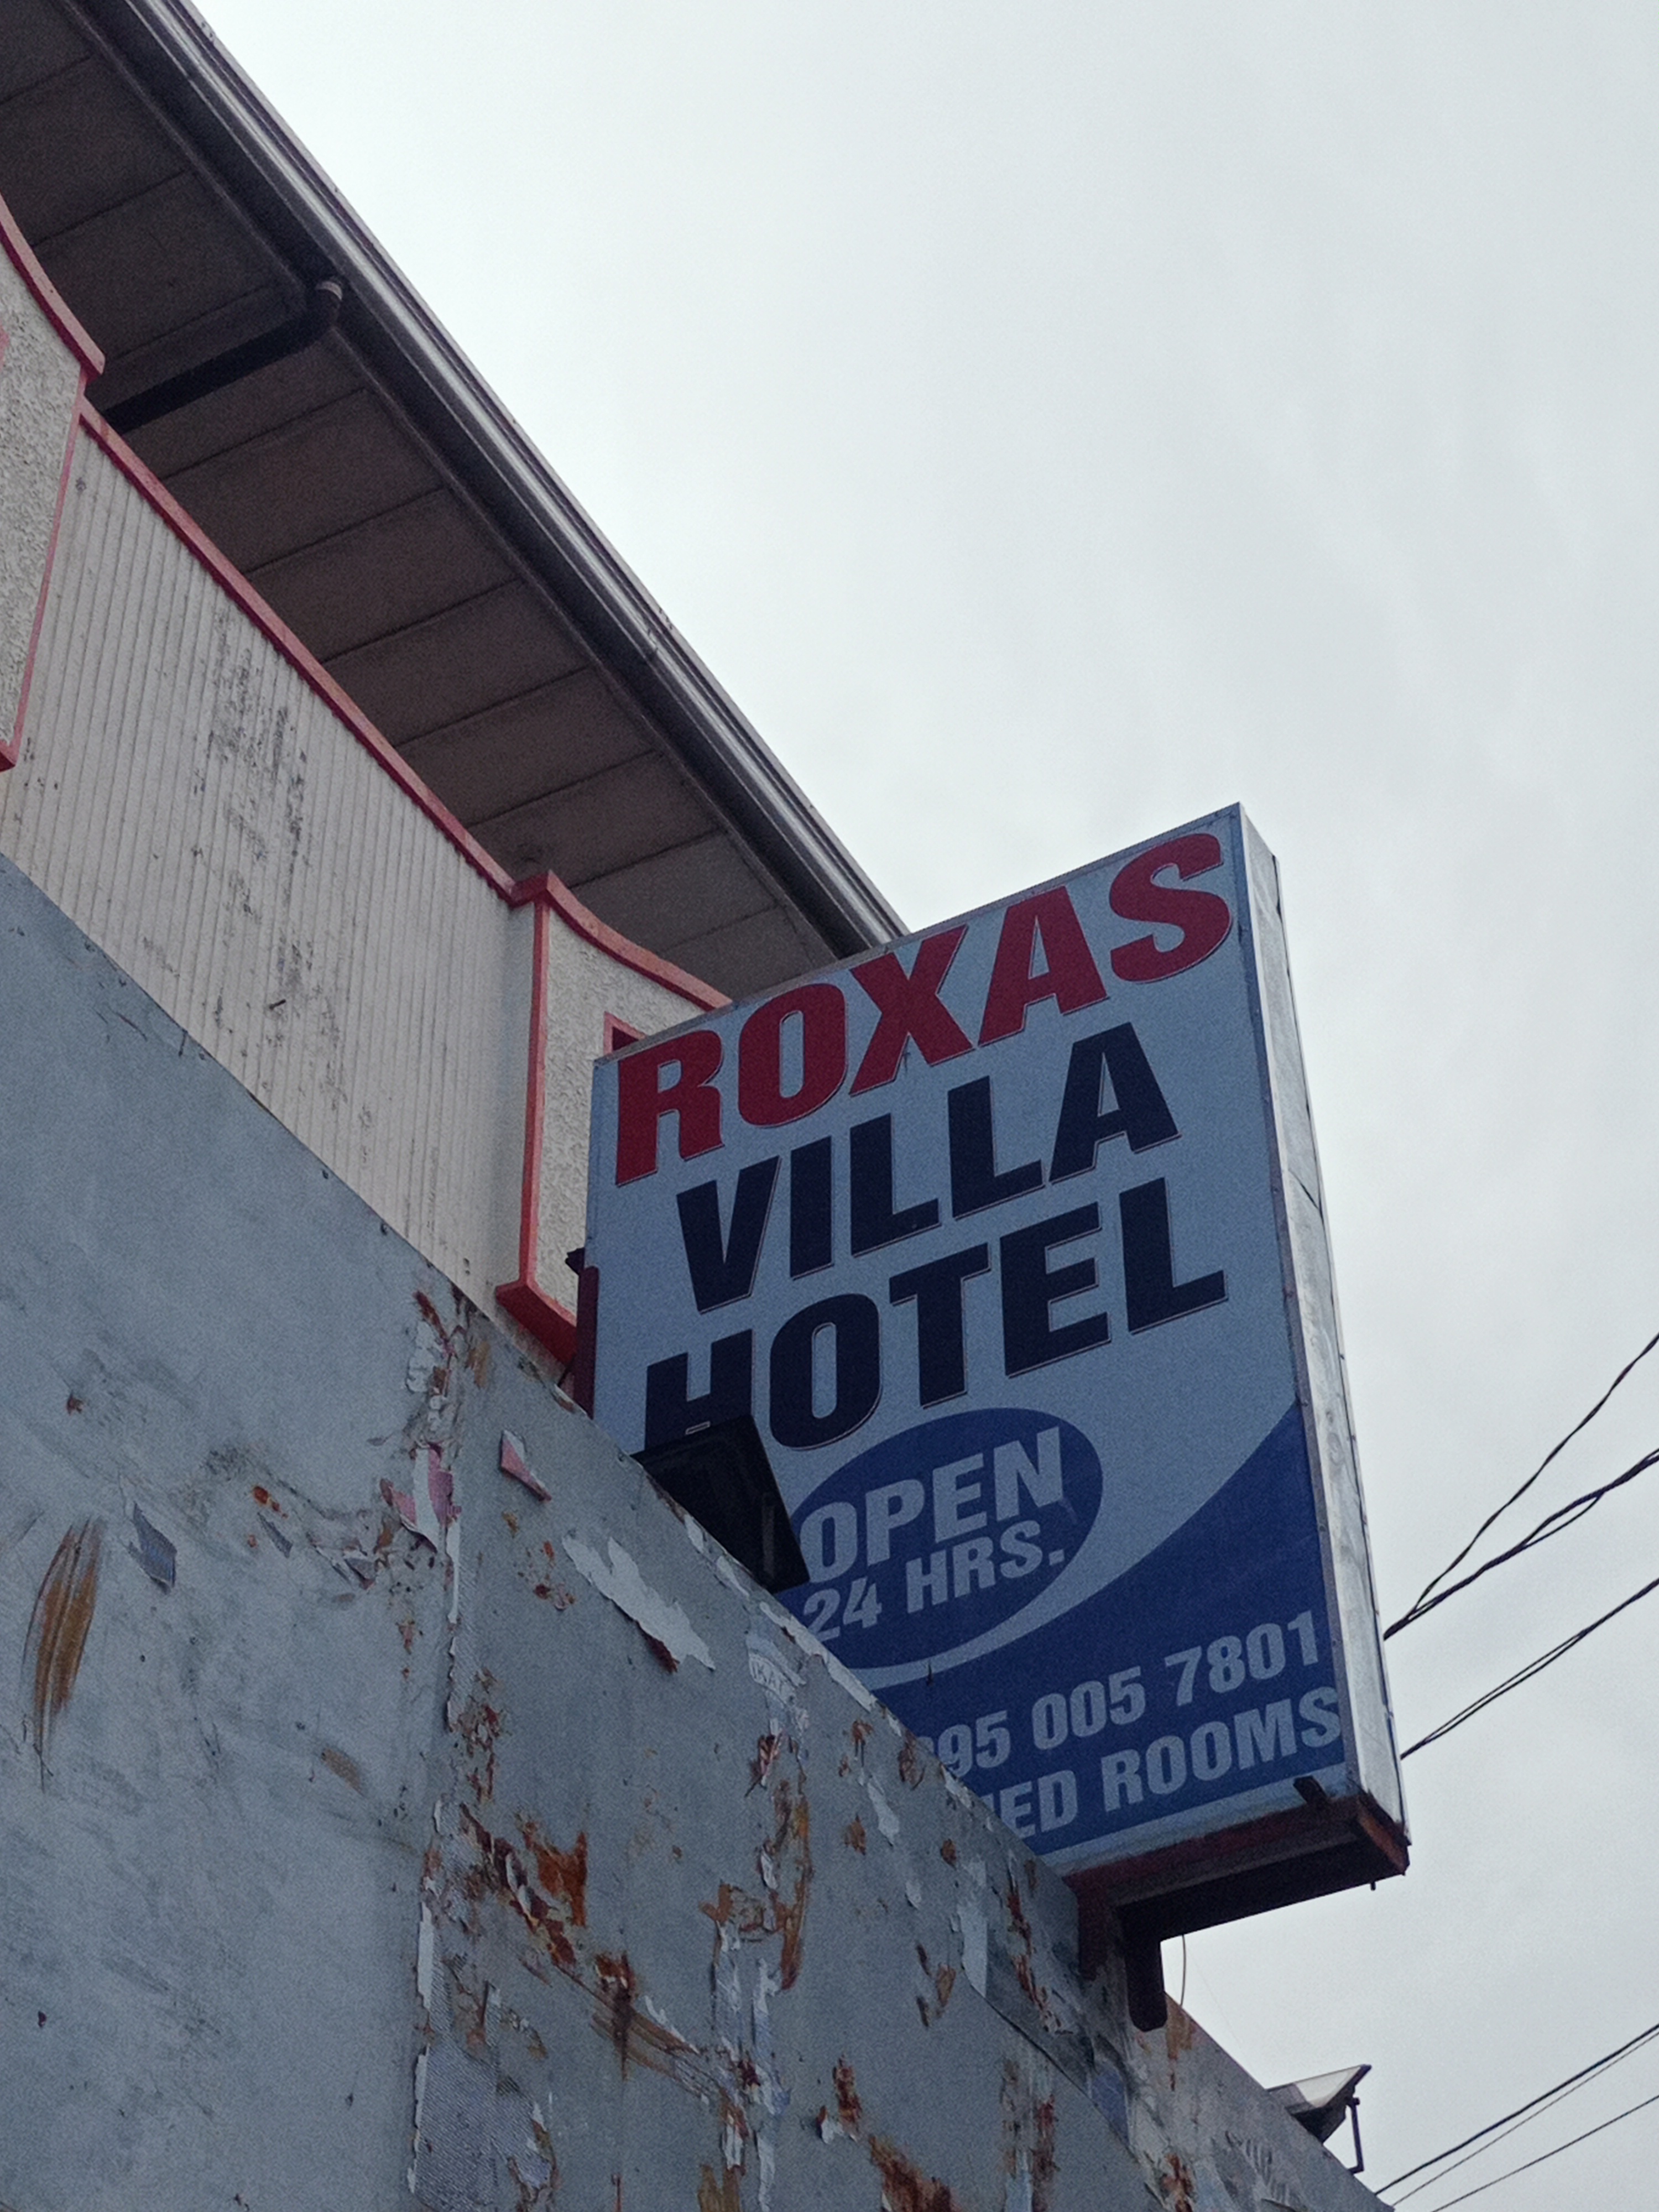 ROXAS
VILLA
HOTEL
OPEN
24 HRS.
95 005 7801
ROOMS